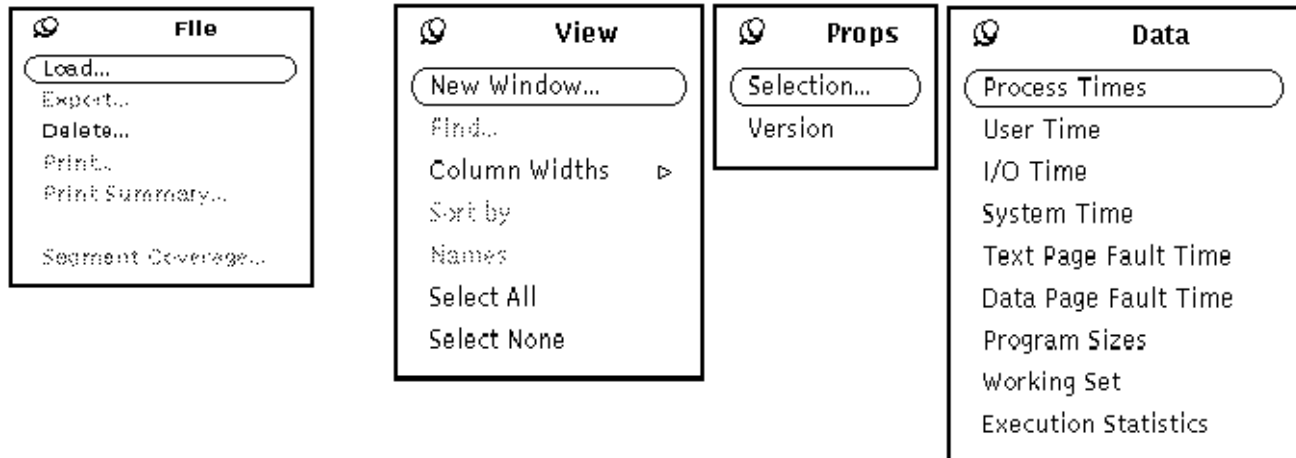 File
Load...
Export...
Delete...
Print...
Print Summary...
Segment Coverage...
View
New Window...
Find...
Column Widths
Sort by
Names
Select All
Select None
Props
Selection...
Version
Data
Process Times
User Time
I/O Time
System Time
Text Page Fault Time
Data Page Fault Time
Program Sizes
Working Set
Execution Statistics